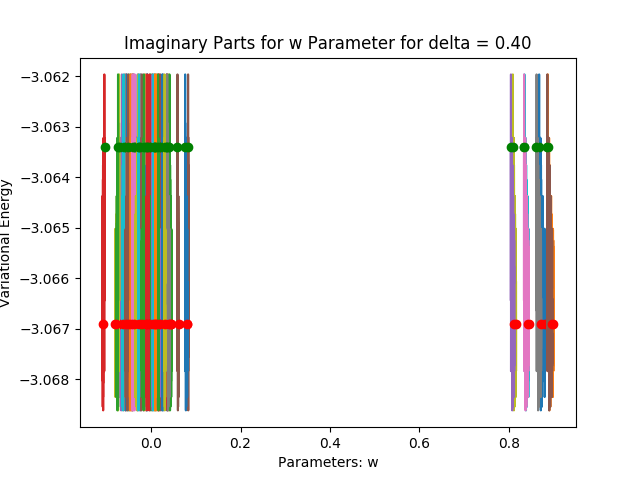 Imaginary Parts for w Parameter for delta = 0.40
Variational Energy
−3.062
−3.063
−3.064
−3.065
−3.066
−3.067
−3.068
0.0 0.2 0.4 0.6 0.8
Parameters: w